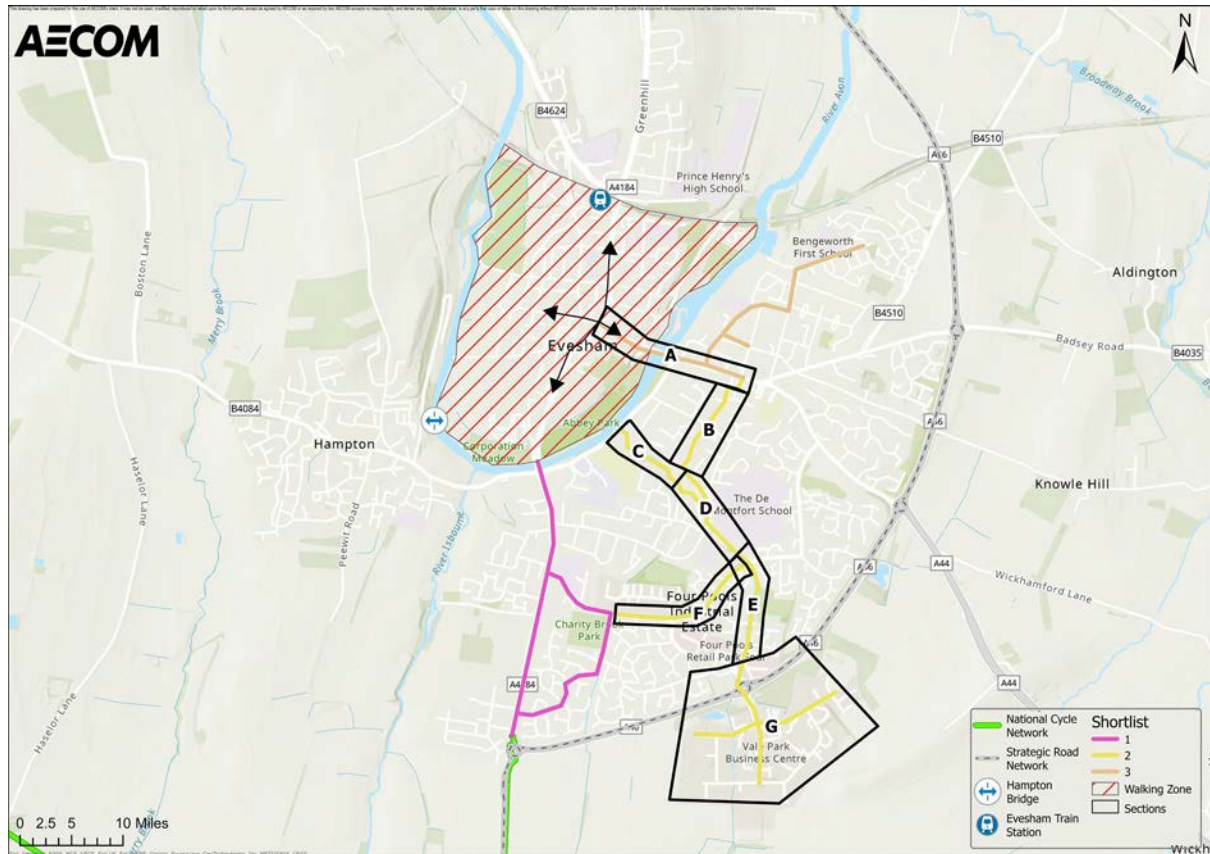 AECOM
N
B4624
Greenhill
River Avon
Broadway Brook
B4510
A46
A4184
Prince Henry's
High School
Bengeworth
First School
Aldington
B4510
Boston Lane
Merry Brook
Badsey Road
B4035
Evesham
A
B4084
Hampton
Abbey Park
Corporation
Meadow
B
C
A46
Knowle Hill
Haselor Lane
Peewit Road
River Isbourne
D
The De
Montfort School
A46
A44
Wickhamford Lane
Four Pools
Industrial
Estate
F
E
Charity Brook
Park
Four Pools
Retail Park
A46
A4184
A44
Haselor Lane
G
Vale Park
Business Centre
National Cycle
Network
Strategic Road
Network
Hampton
Bridge
Evesham Train
Station
Shortlist
1
2
3
Walking Zone
Sections
0 2.5 5 10 Miles